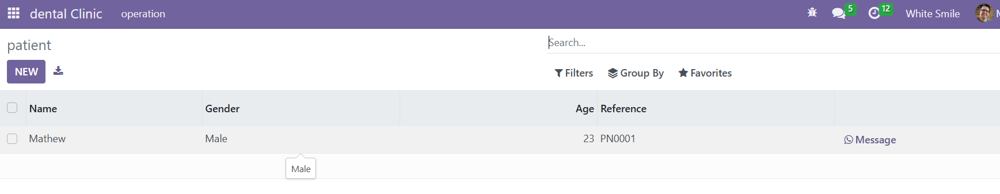 dental Clinic operation 5 12 White Smile M
patient Search...
NEW Filters Group By Favorites
Name Gender Age Reference
Mathew Male 23 PN0001 Message
Male